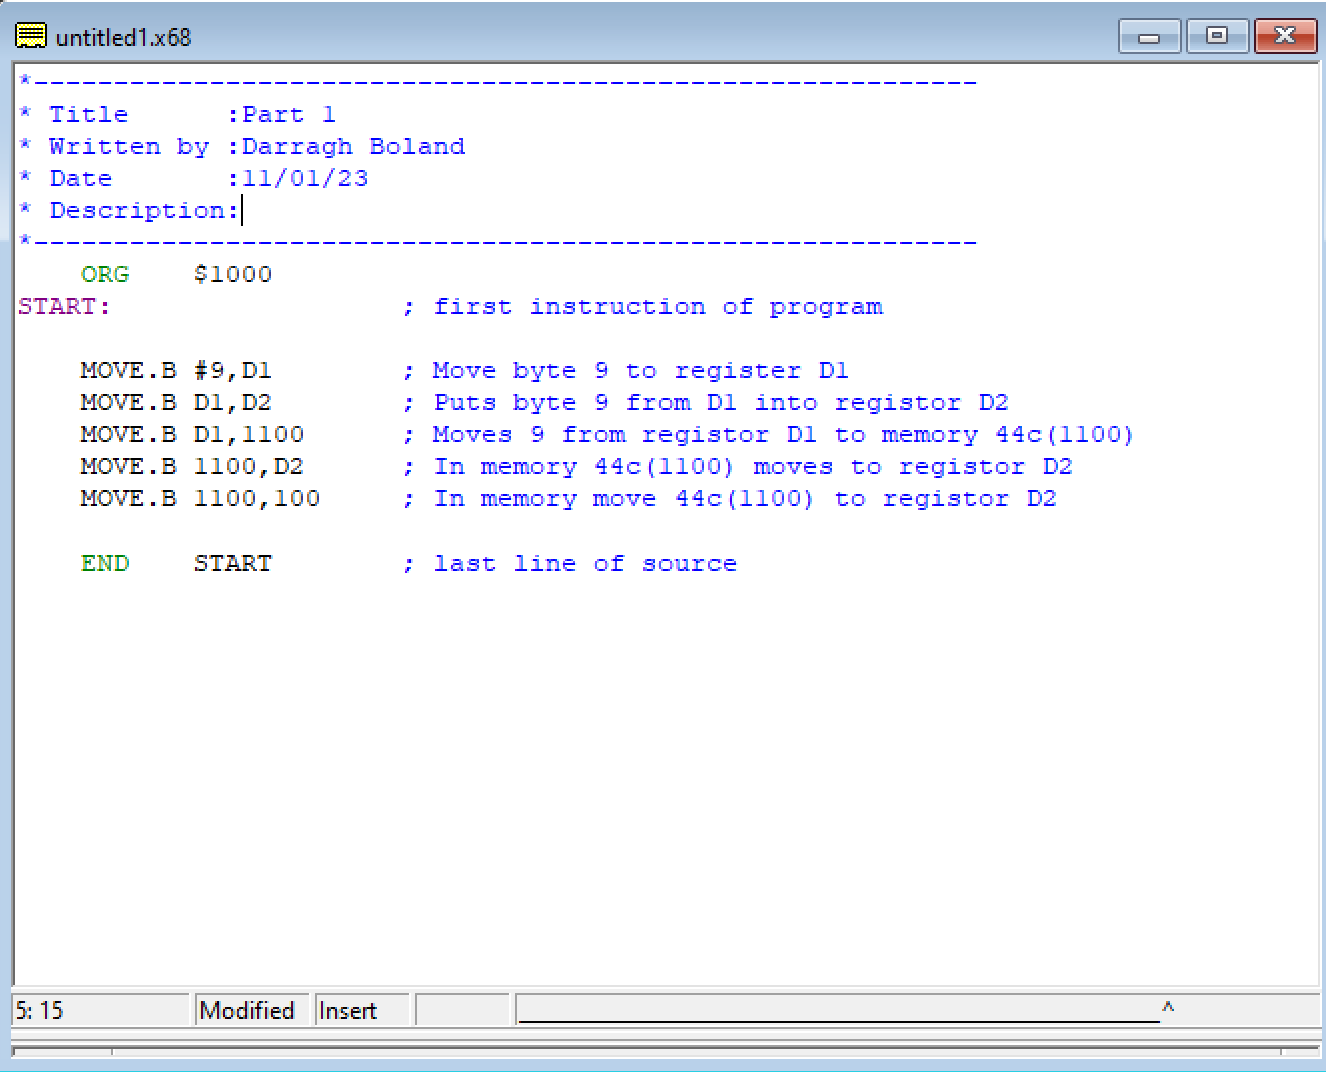 untitled1.x68
*-----------------------------------------------------------
* Title      :Part 1
* Written by :Darragh Boland
* Date       :11/01/23
* Description:
*-----------------------------------------------------------
    ORG    $1000
START:                  ; first instruction of program
    MOVE.B #9,D1        ; Move byte 9 to register D1
    MOVE.B D1,D2        ; Puts byte 9 from D1 into registor D2
    MOVE.B D1,1100      ; Moves 9 from registor D1 to memory 44c(1100)
    MOVE.B 1100,D2      ; In memory 44c(1100) moves to registor D2
    MOVE.B 1100,100     ; In memory move 44c(1100) to registor D2
    END    START        ; last line of source
5: 15 Modified Insert